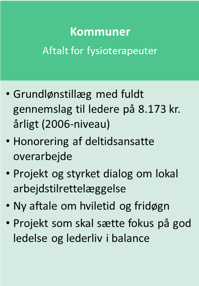 Kommuner
Aftalt for fysioterapeuter
• Grundlønstillæg med fuldt
gennemslag til ledere på 8.173 kr.
årligt (2006-niveau)
• Honorering af deltidsansatte
overarbejde
• Projekt og styrket dialog om lokal
arbejdstilrettelæggelse
• Ny aftale om hviletid og fridøgn
• Projekt som skal sætte fokus på god
ledelse og lederliv i balance